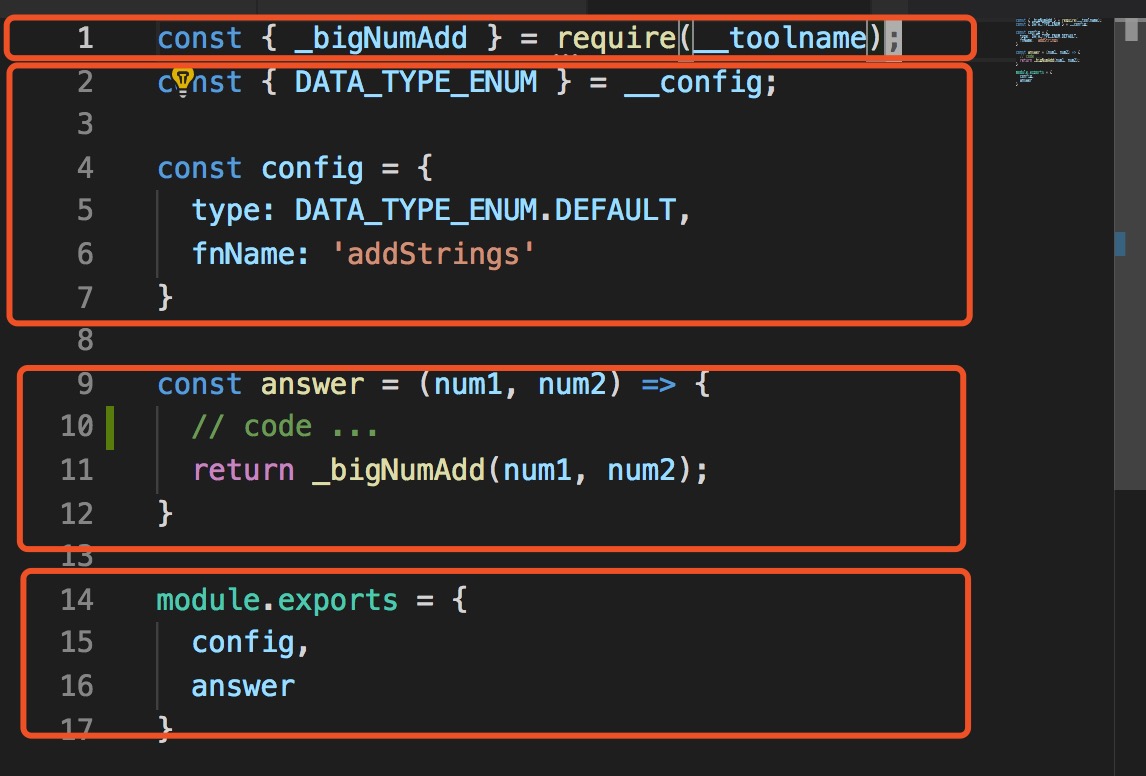 1 const { _bigNumAdd } = require(__toolname);
2 const { DATA_TYPE_ENUM } = __config;
3
4 const config = {
5 type: DATA_TYPE_ENUM.DEFAULT,
6 fnName: 'addStrings'
7 }
8
9 const answer = (num1, num2) => {
10 // code ...
11 return _bigNumAdd(num1, num2);
12 }
13
14 module.exports = {
15 config,
16 answer
17 }